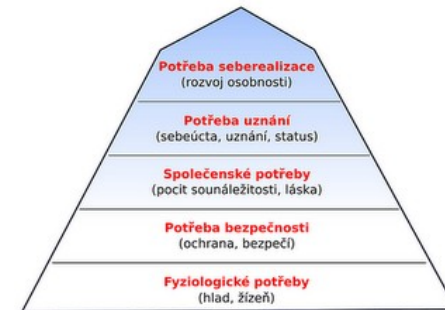 Potřeba seberealizace
(rozvoj osobnosti)
Potřeba uznání
(sebeúcta, uznání, status)
Společenské potřeby
(pocit sounáležitosti, láska)
Potřeba bezpečnosti
(ochrana, bezpečí)
Fyziologické potřeby
(hlad, žízeň)